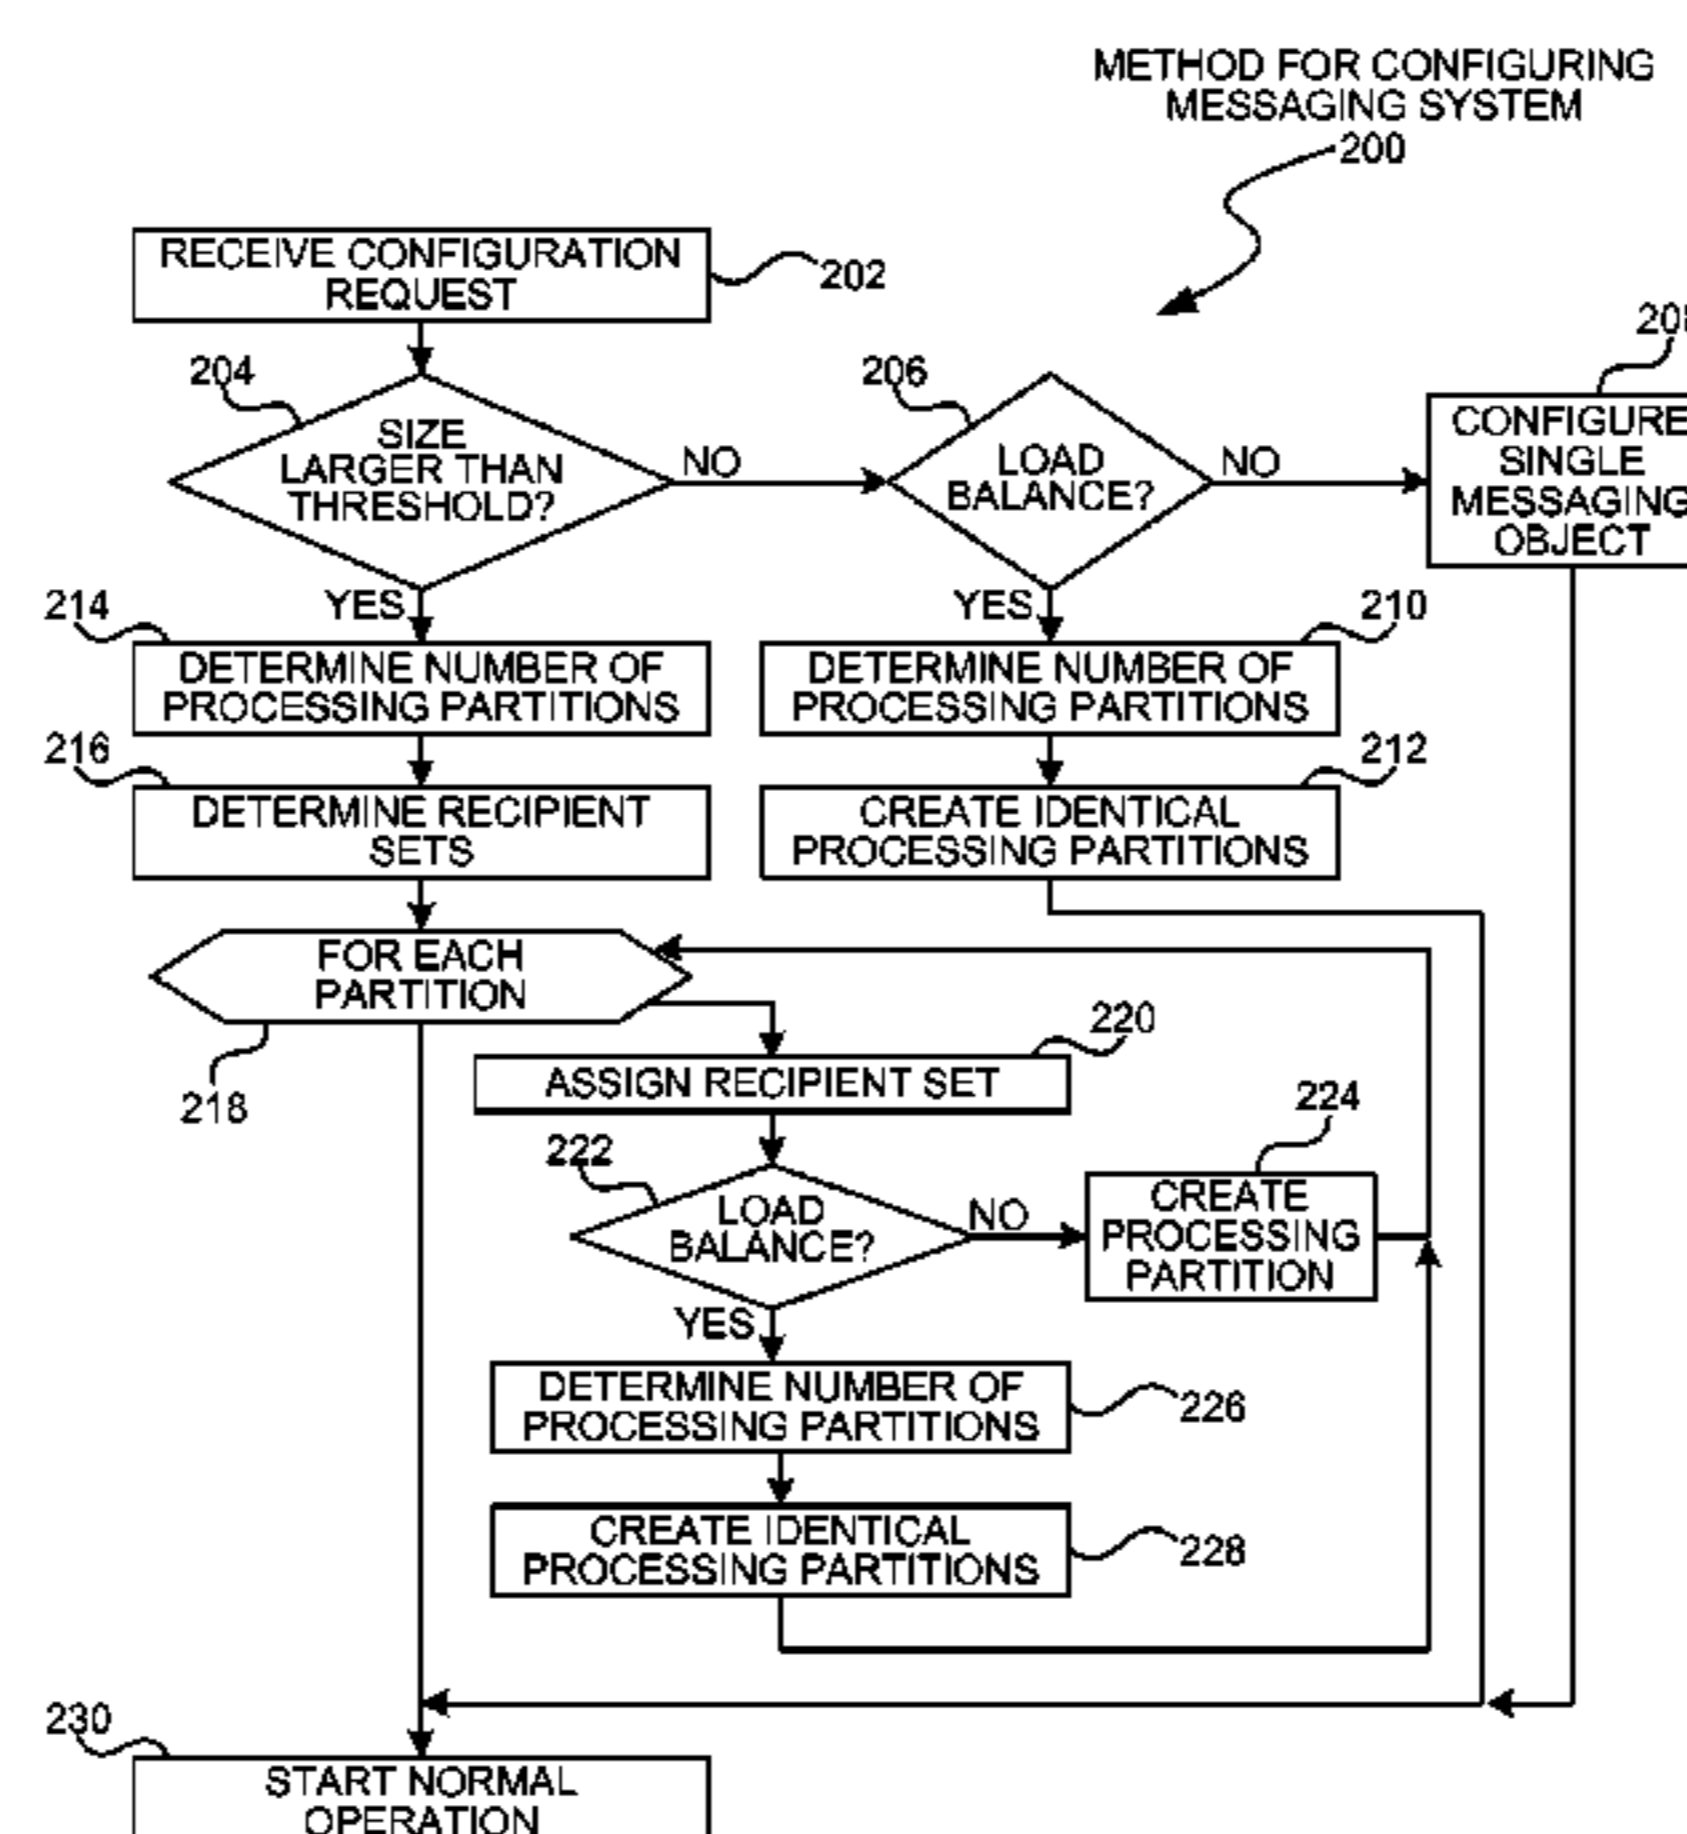 METHOD FOR CONFIGURING
MESSAGING SYSTEM
200
RECEIVE CONFIGURATION
REQUEST
202
204
SIZE
LARGER THAN
THRESHOLD?
NO
YES
206
LOAD
BALANCE?
NO
YES
CONFIGURE
SINGLE
MESSAGING
OBJECT
214
DETERMINE NUMBER OF
PROCESSING PARTITIONS
210
DETERMINE NUMBER OF
PROCESSING PARTITIONS
216
DETERMINE RECIPIENT
SETS
212
CREATE IDENTICAL
PROCESSING PARTITIONS
FOR EACH
PARTITION
218
220
ASSIGN RECIPIENT SET
222
LOAD
BALANCE?
NO
YES
224
CREATE
PROCESSING
PARTITION
DETERMINE NUMBER OF
PROCESSING PARTITIONS
226
CREATE IDENTICAL
PROCESSING PARTITIONS
228
230
START NORMAL
OPERATION